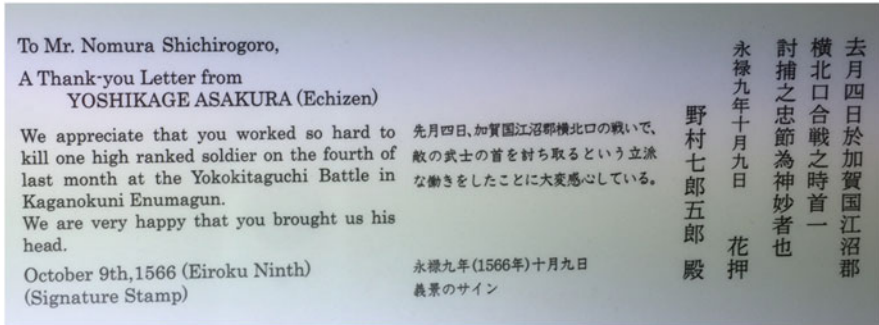 To Mr. Nomura Shichirogoro,
A Thank-you Letter from
YOSHIKAGE ASAKURA (Echizen)
We appreciate that you worked so hard to
kill one high ranked soldier on the fourth of
last month at the Yokokitaguchi Battle in
Kaganokuni Enumagun.
We are very happy that you brought us his
head.
October 9th,1566 (Eiroku Ninth)
(Signature Stamp)
先月四日、加賀国江沼郡横北口の戦いで、
敵の武士の首を討ち取るという立派
な働きをしたことに大変感心している。
永禄九年(1566年)十月九日
義景のサイン
去月四日於加賀国江沼郡
横北口合戦之時首一
討捕之忠節為神妙者也
永禄九年十月九日 花押
野村七郎五郎殿